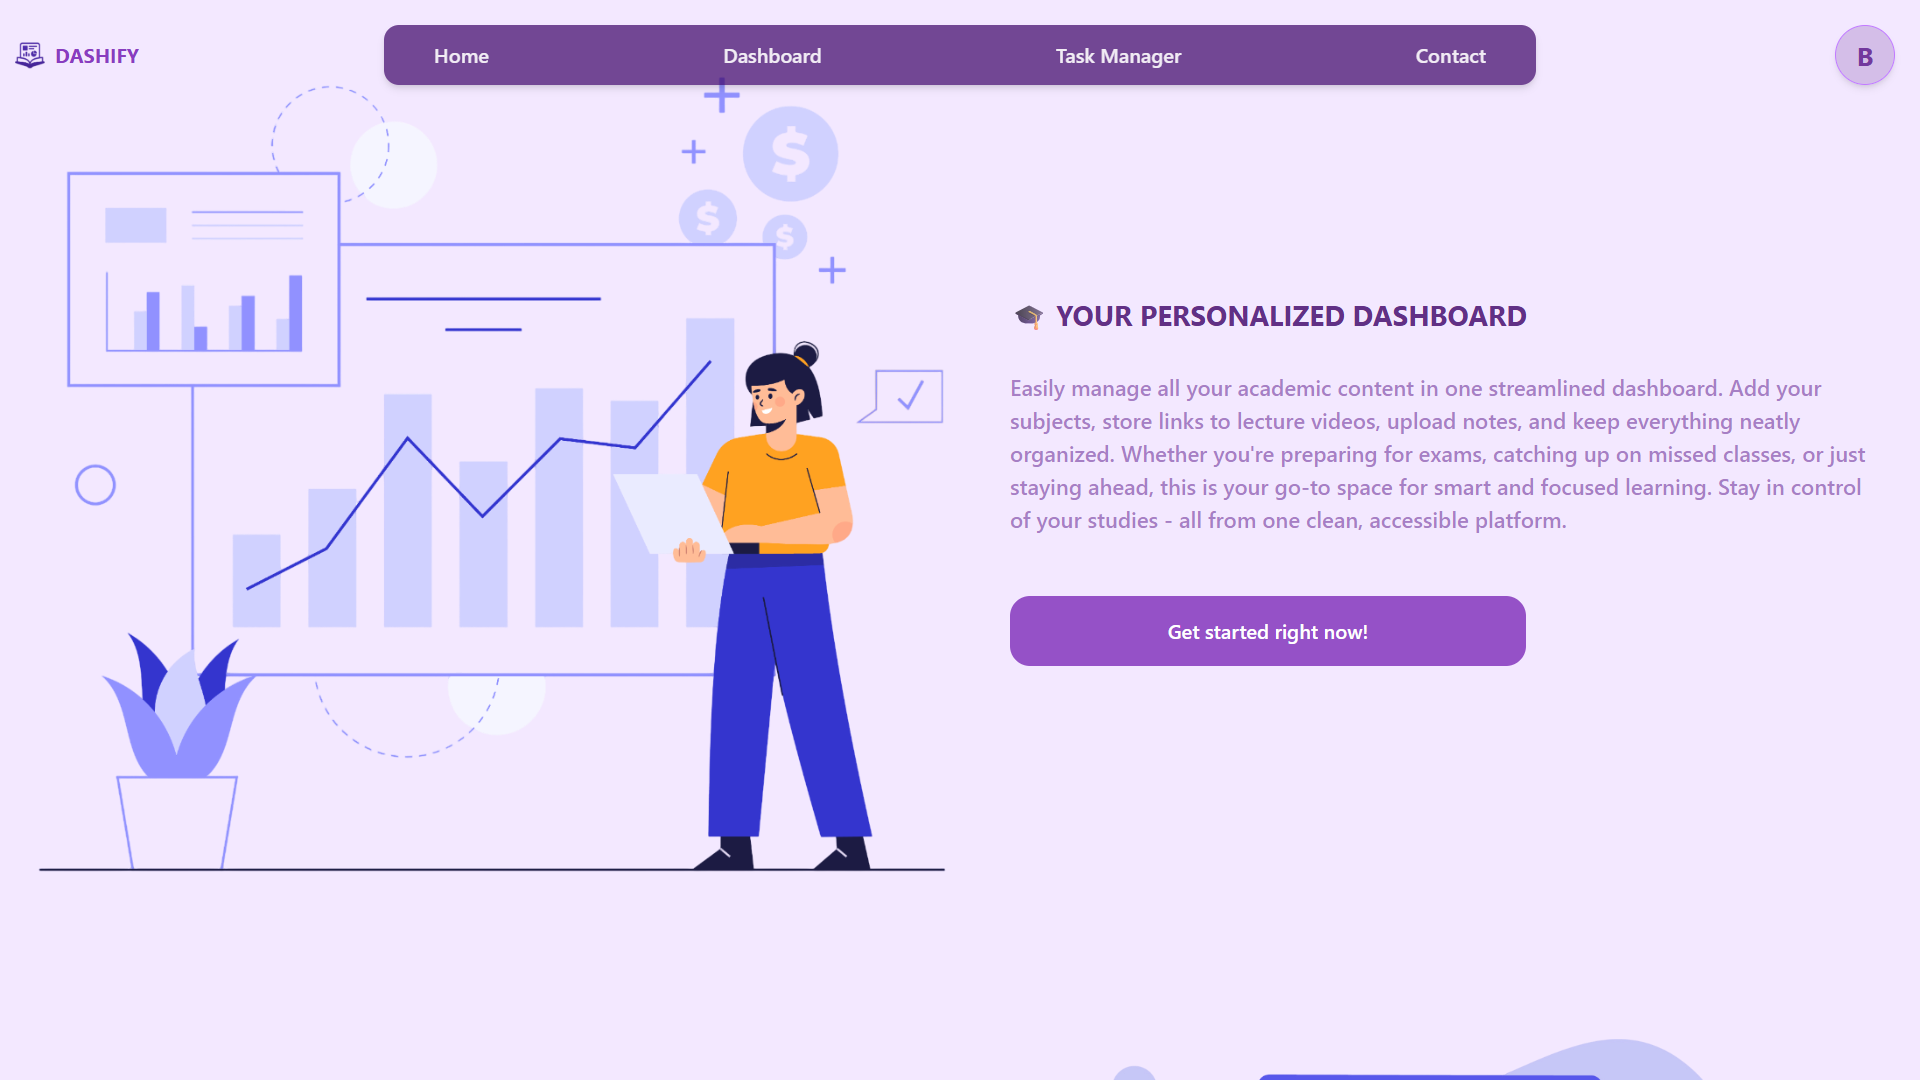 DASHIFY
Home
Dashboard
Task Manager
Contact
B
$
$
$
🎓 YOUR PERSONALIZED DASHBOARD
Easily manage all your academic content in one streamlined dashboard. Add your
subjects, store links to lecture videos, upload notes, and keep everything neatly
organized. Whether you're preparing for exams, catching up on missed classes, or just
staying ahead, this is your go-to space for smart and focused learning. Stay in control
of your studies - all from one clean, accessible platform.
Get started right now!